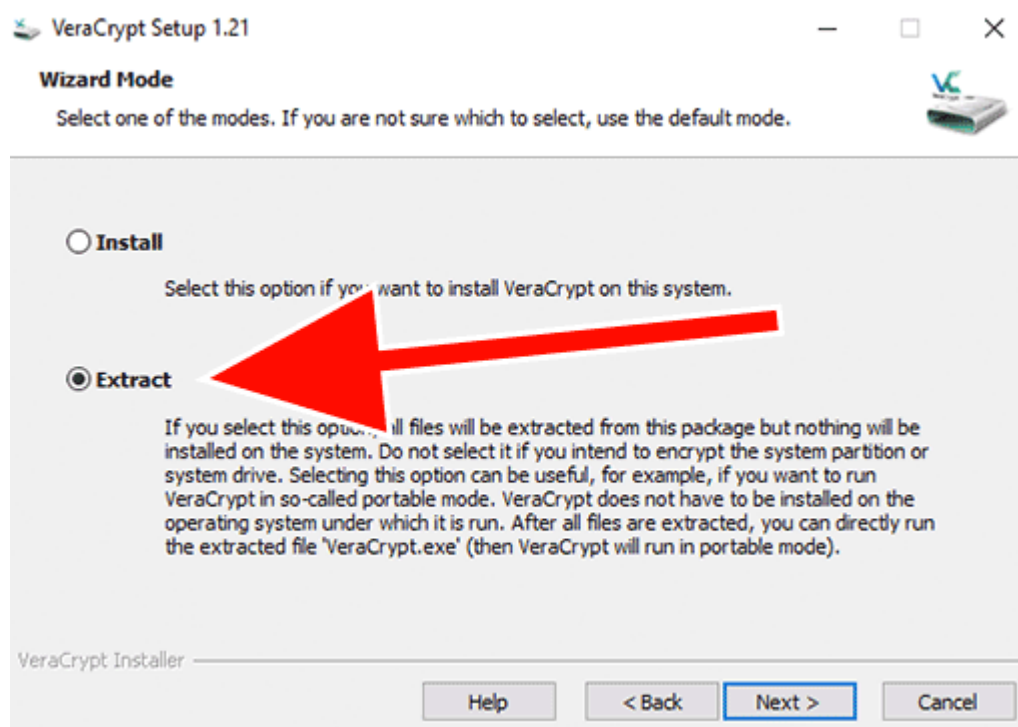 VeraCrypt Setup 1.21
Wizard Mode
Select one of the modes. If you are not sure which to select, use the default mode.
Install
Select this option if you want to install VeraCrypt on this system.
Extract
If you select this option, all files will be extracted from this package but nothing will be
installed on the system. Do not select it if you intend to encrypt the system partition or
system drive. Selecting this option can be useful, for example, if you want to run
VeraCrypt in so-called portable mode. VeraCrypt does not have to be installed on the
operating system under which it is run. After all files are extracted, you can directly run
the extracted file 'VeraCrypt.exe' (then VeraCrypt will run in portable mode).
VeraCrypt Installer
Help < Back Next > Cancel